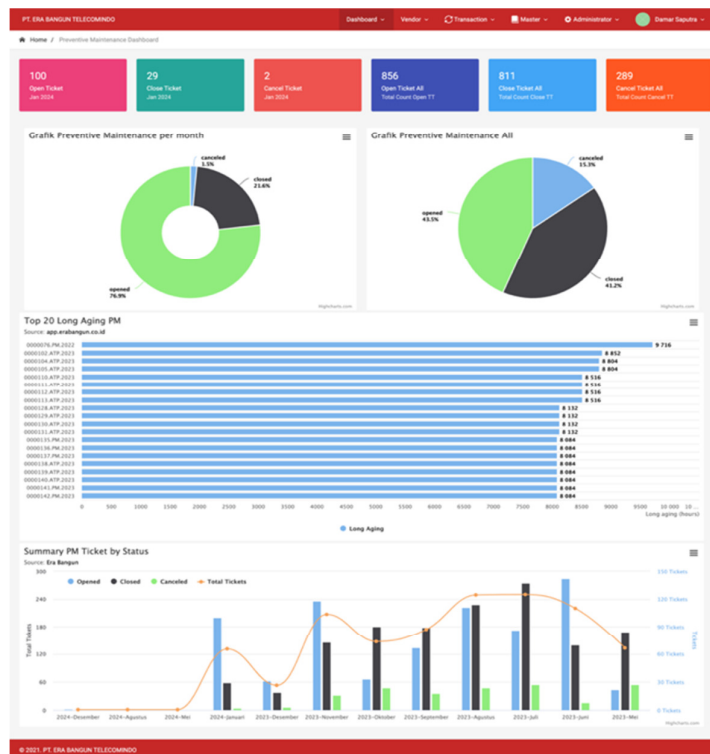 PT. ERA BANGUN TELECOMINDO
Dashboard
Vendor
Transaction
Master
Administrator
Damar Saputra
Home / Preventive Maintenance Dashboard
100
Open Ticket
Jan 2024
29
Close Ticket
Jan 2024
2
Cancel Ticket
Jan 2024
856
Open Ticket All
Total Count Open TT
811
Close Ticket All
Total Count Close TT
289
Cancel Ticket All
Total Count Cancel TT
Grafik Preventive Maintenance per month
canceled
1.5%
closed
21.6%
opened
76.9%
Highcharts.com
Grafik Preventive Maintenance All
canceled
15.3%
opened
43.5%
closed
41.2%
Highcharts.com
Top 20 Long Aging PM
Source: app.erabangun.co.id
0000076.PM.2022 9 716
0000102.ATP.2023 8 852
0000104.ATP.2023 8 804
0000105.ATP.2023 8 804
0000110.ATP.2023 8 516
0000111.ATP.2023 8 516
0000112.ATP.2023 8 516
0000113.ATP.2023 8 516
0000128.ATP.2023 8 132
0000129.ATP.2023 8 132
0000130.ATP.2023 8 132
0000131.ATP.2023 8 132
0000135.PM.2023 8 084
0000136.PM.2023 8 084
0000137.PM.2023 8 084
0000138.ATP.2023 8 084
0000139.ATP.2023 8 084
0000140.ATP.2023 8 084
0000141.PM.2023 8 084
0000142.PM.2023 8 084
0 500 1000 1500 2000 2500 3000 3500 4000 4500 5000 5500 6000 6500 7000 7500 8000 8500 9000 9500 10 000 10 ...
Long aging (hours)
Long Aging
Summary PM Ticket by Status
Source: Era Bangun
Opened Closed Canceled Total Tickets
300
240
180
120
60
0
Total Tikets
150 Tickets
120 Tickets
90 Tickets
60 Tickets
30 Tickets
0 Tickets
Tickets
2024-Desember 2024-Agustus 2024-Mei 2024-Januari 2023-Desember 2023-November 2023-Oktober 2023-September 2023-Agustus 2023-Juli 2023-Juni 2023-Mei
Highcharts.com
© 2021. PT. ERA BANGUN TELECOMINDO